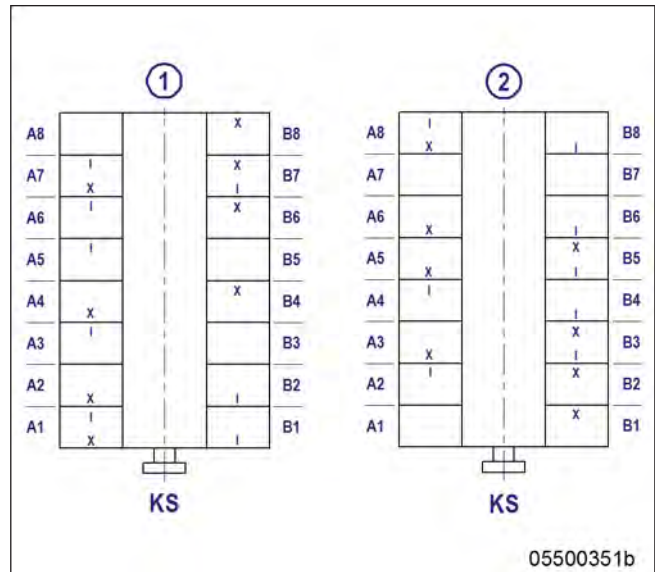 1
A8 X B8
A7 I X X I B7
A6 I X B6
A5 I B5
A4 X X B4
A3 I B3
A2 X I B2
A1 I X I B1
KS
2
A8 I X I B8
A7 B7
A6 X I B6
A5 X X I B5
A4 I I B4
A3 X X I B3
A2 I X B2
A1 X B1
KS
05500351b